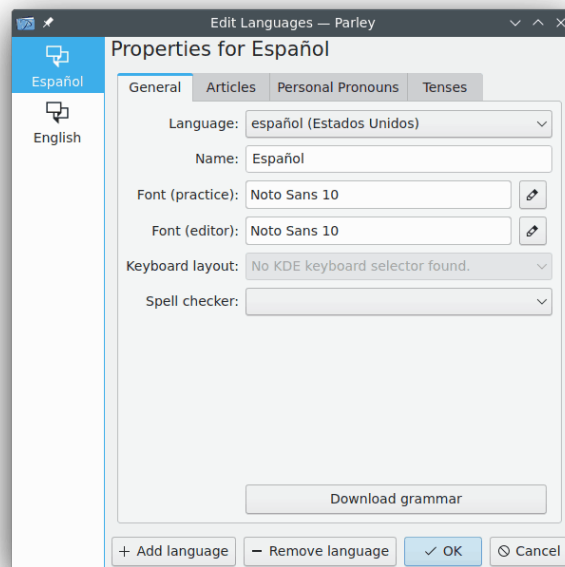 Edit Languages — Parley
Español
English
Properties for Español
General Articles Personal Pronouns Tenses
Language: español (Estados Unidos)
Name: Español
Font (practice): Noto Sans 10
Font (editor): Noto Sans 10
Keyboard layout: No KDE keyboard selector found.
Spell checker:
Download grammar
+ Add language − Remove language ✓ OK Cancel